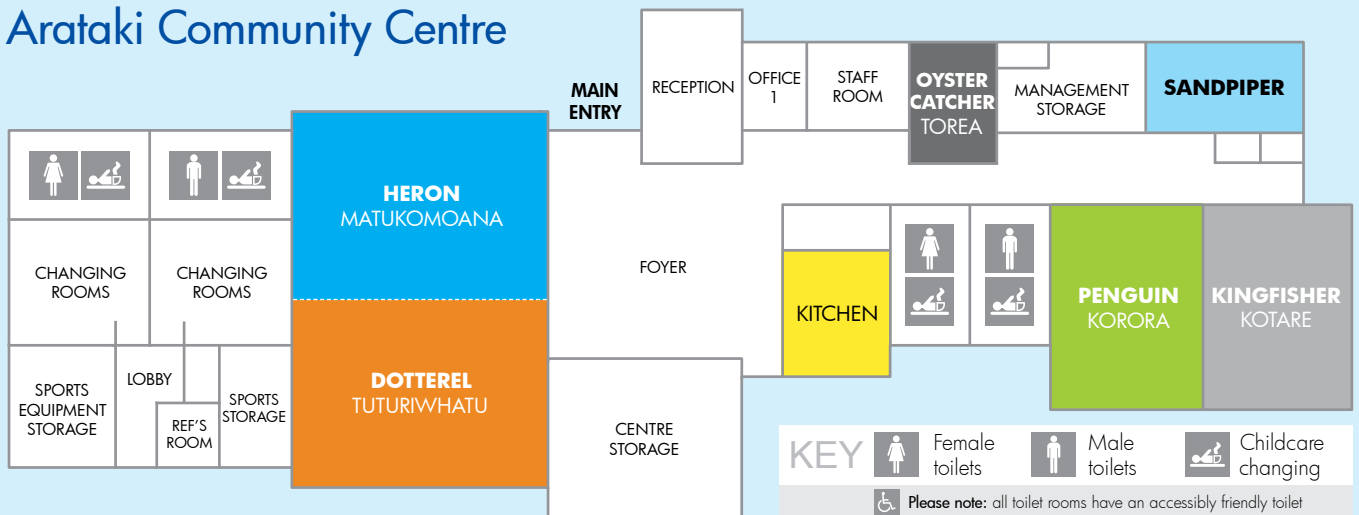 Arataki Community Centre
MAIN
ENTRY
RECEPTION
OFFICE
1
STAFF
ROOM
OYSTER
CATCHER
TOREA
MANAGEMENT
STORAGE
SANDPIPER
HERON
MATUKOMOANA
CHANGING
ROOMS
CHANGING
ROOMS
FOYER
KITCHEN
PENGUIN
KORORA
KINGFISHER
KOTARE
SPORTS
EQUIPMENT
STORAGE
LOBBY
REF'S
ROOM
SPORTS
STORAGE
DOTTEREL
TUTURIWHATU
CENTRE
STORAGE
KEY
Female
toilets
Male
toilets
Childcare
changing
Please note: all toilet rooms have an accessibly friendly toilet